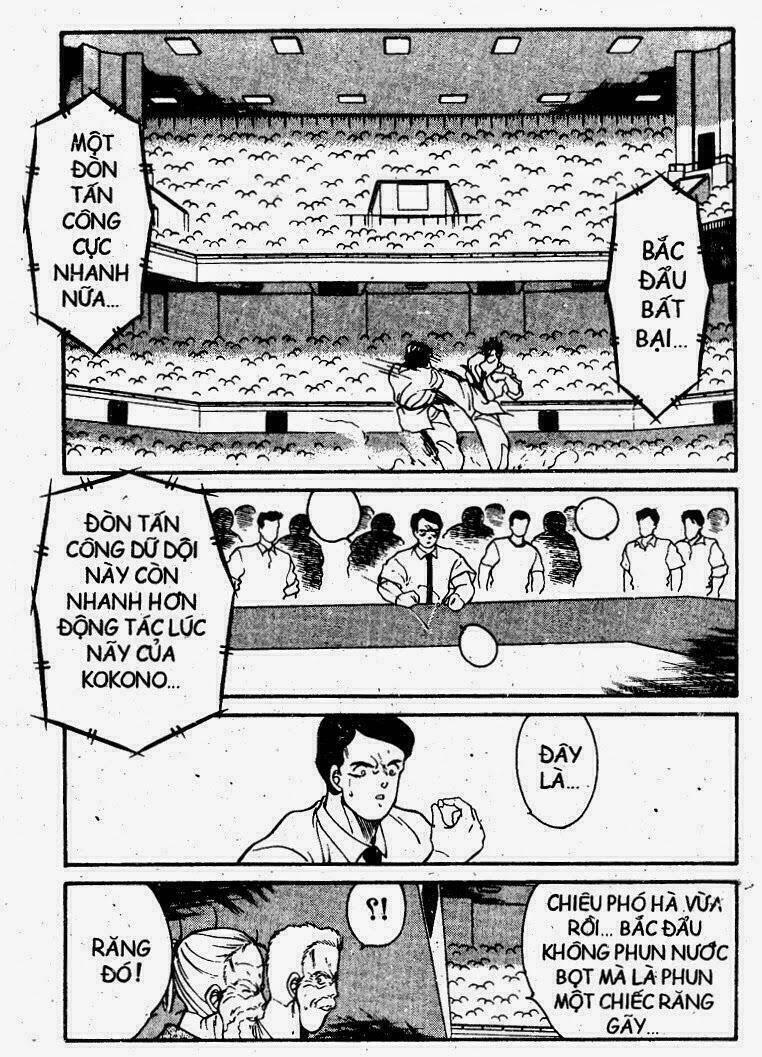 BẮC
ĐẨU
BẤT
BẠI...
MỘT
ĐÒN
TẤN
CÔNG
CỰC
NHANH
NỮA...
ĐÒN TẤN
CÔNG DỮ DỘI
NÀY CÒN
NHANH HƠN
ĐỘNG TÁC LÚC
NÃY CỦA
KOKONO...
ĐÂY
LÀ...
CHIÊU PHÓ HÀ VỪA
RỒI... BẮC ĐẨU
KHÔNG PHUN NƯỚC
BỌT MÀ LÀ PHUN
MỘT CHIẾC RĂNG
GÃY...
?!
RĂNG
ĐÓ!